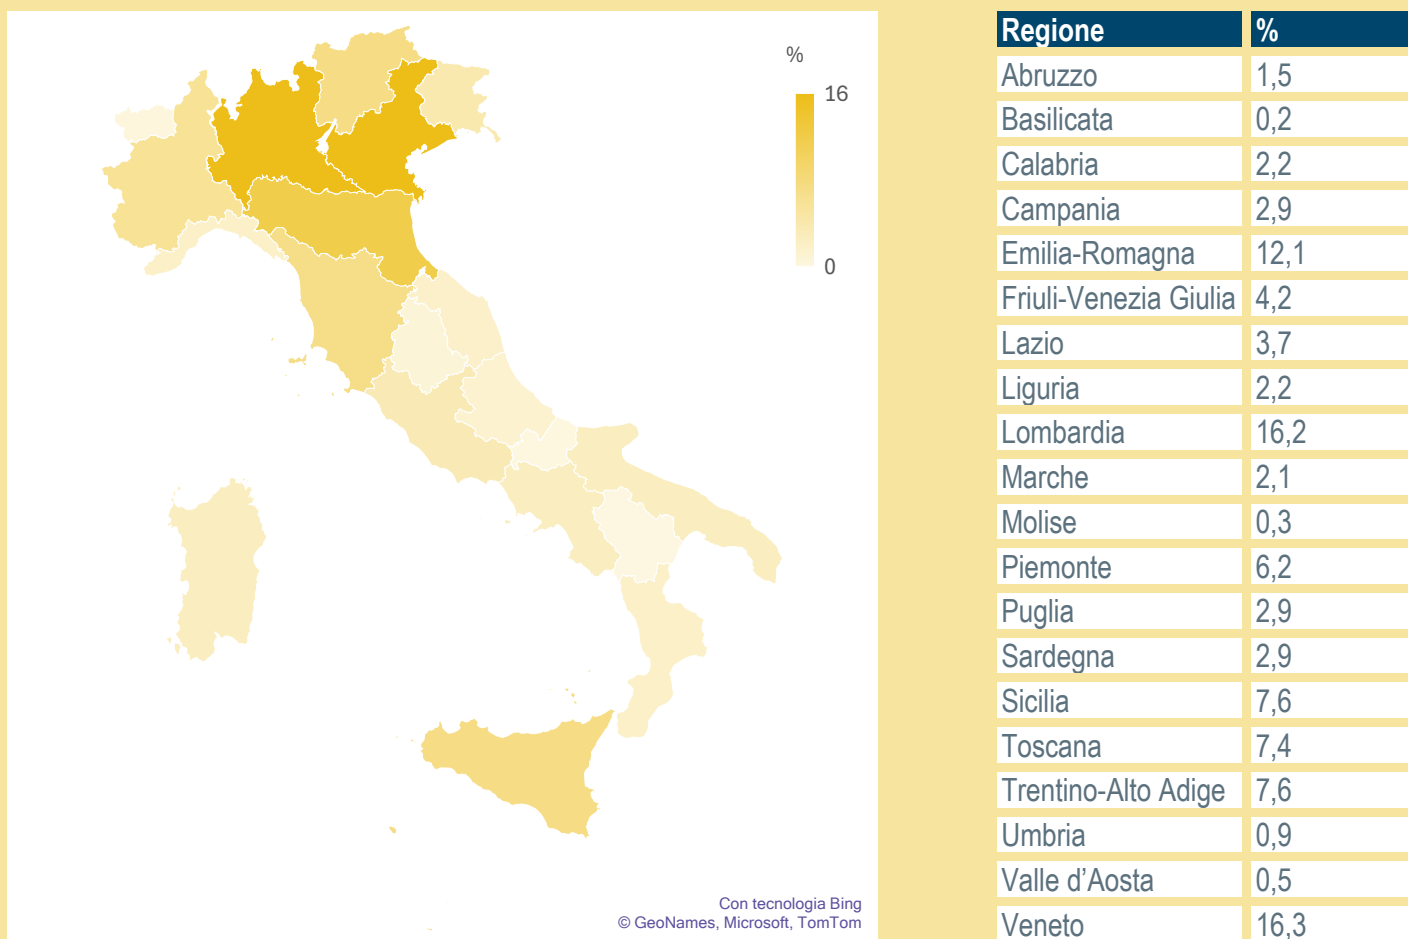 %
16
0
Con tecnologia Bing
© GeoNames, Microsoft, TomTom
Regione %
Abruzzo 1,5
Basilicata 0,2
Calabria 2,2
Campania 2,9
Emilia-Romagna 12,1
Friuli-Venezia Giulia 4,2
Lazio 3,7
Liguria 2,2
Lombardia 16,2
Marche 2,1
Molise 0,3
Piemonte 6,2
Puglia 2,9
Sardegna 2,9
Sicilia 7,6
Toscana 7,4
Trentino-Alto Adige 7,6
Umbria 0,9
Valle d’Aosta 0,5
Veneto 16,3